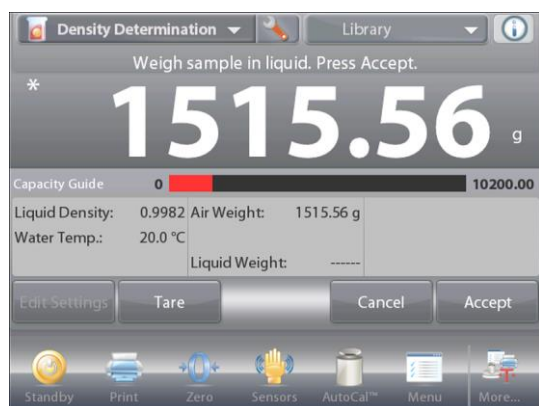 Density Determination Library
Weigh sample in liquid. Press Accept.
* 1515.56 g
Capacity Guide 0 10200.00
Liquid Density: 0.9982 Air Weight: 1515.56 g
Water Temp.: 20.0 °C
Liquid Weight: ------
Edit Settings Tare Cancel Accept
Standby Print Zero Sensors AutoCal™ Menu More...